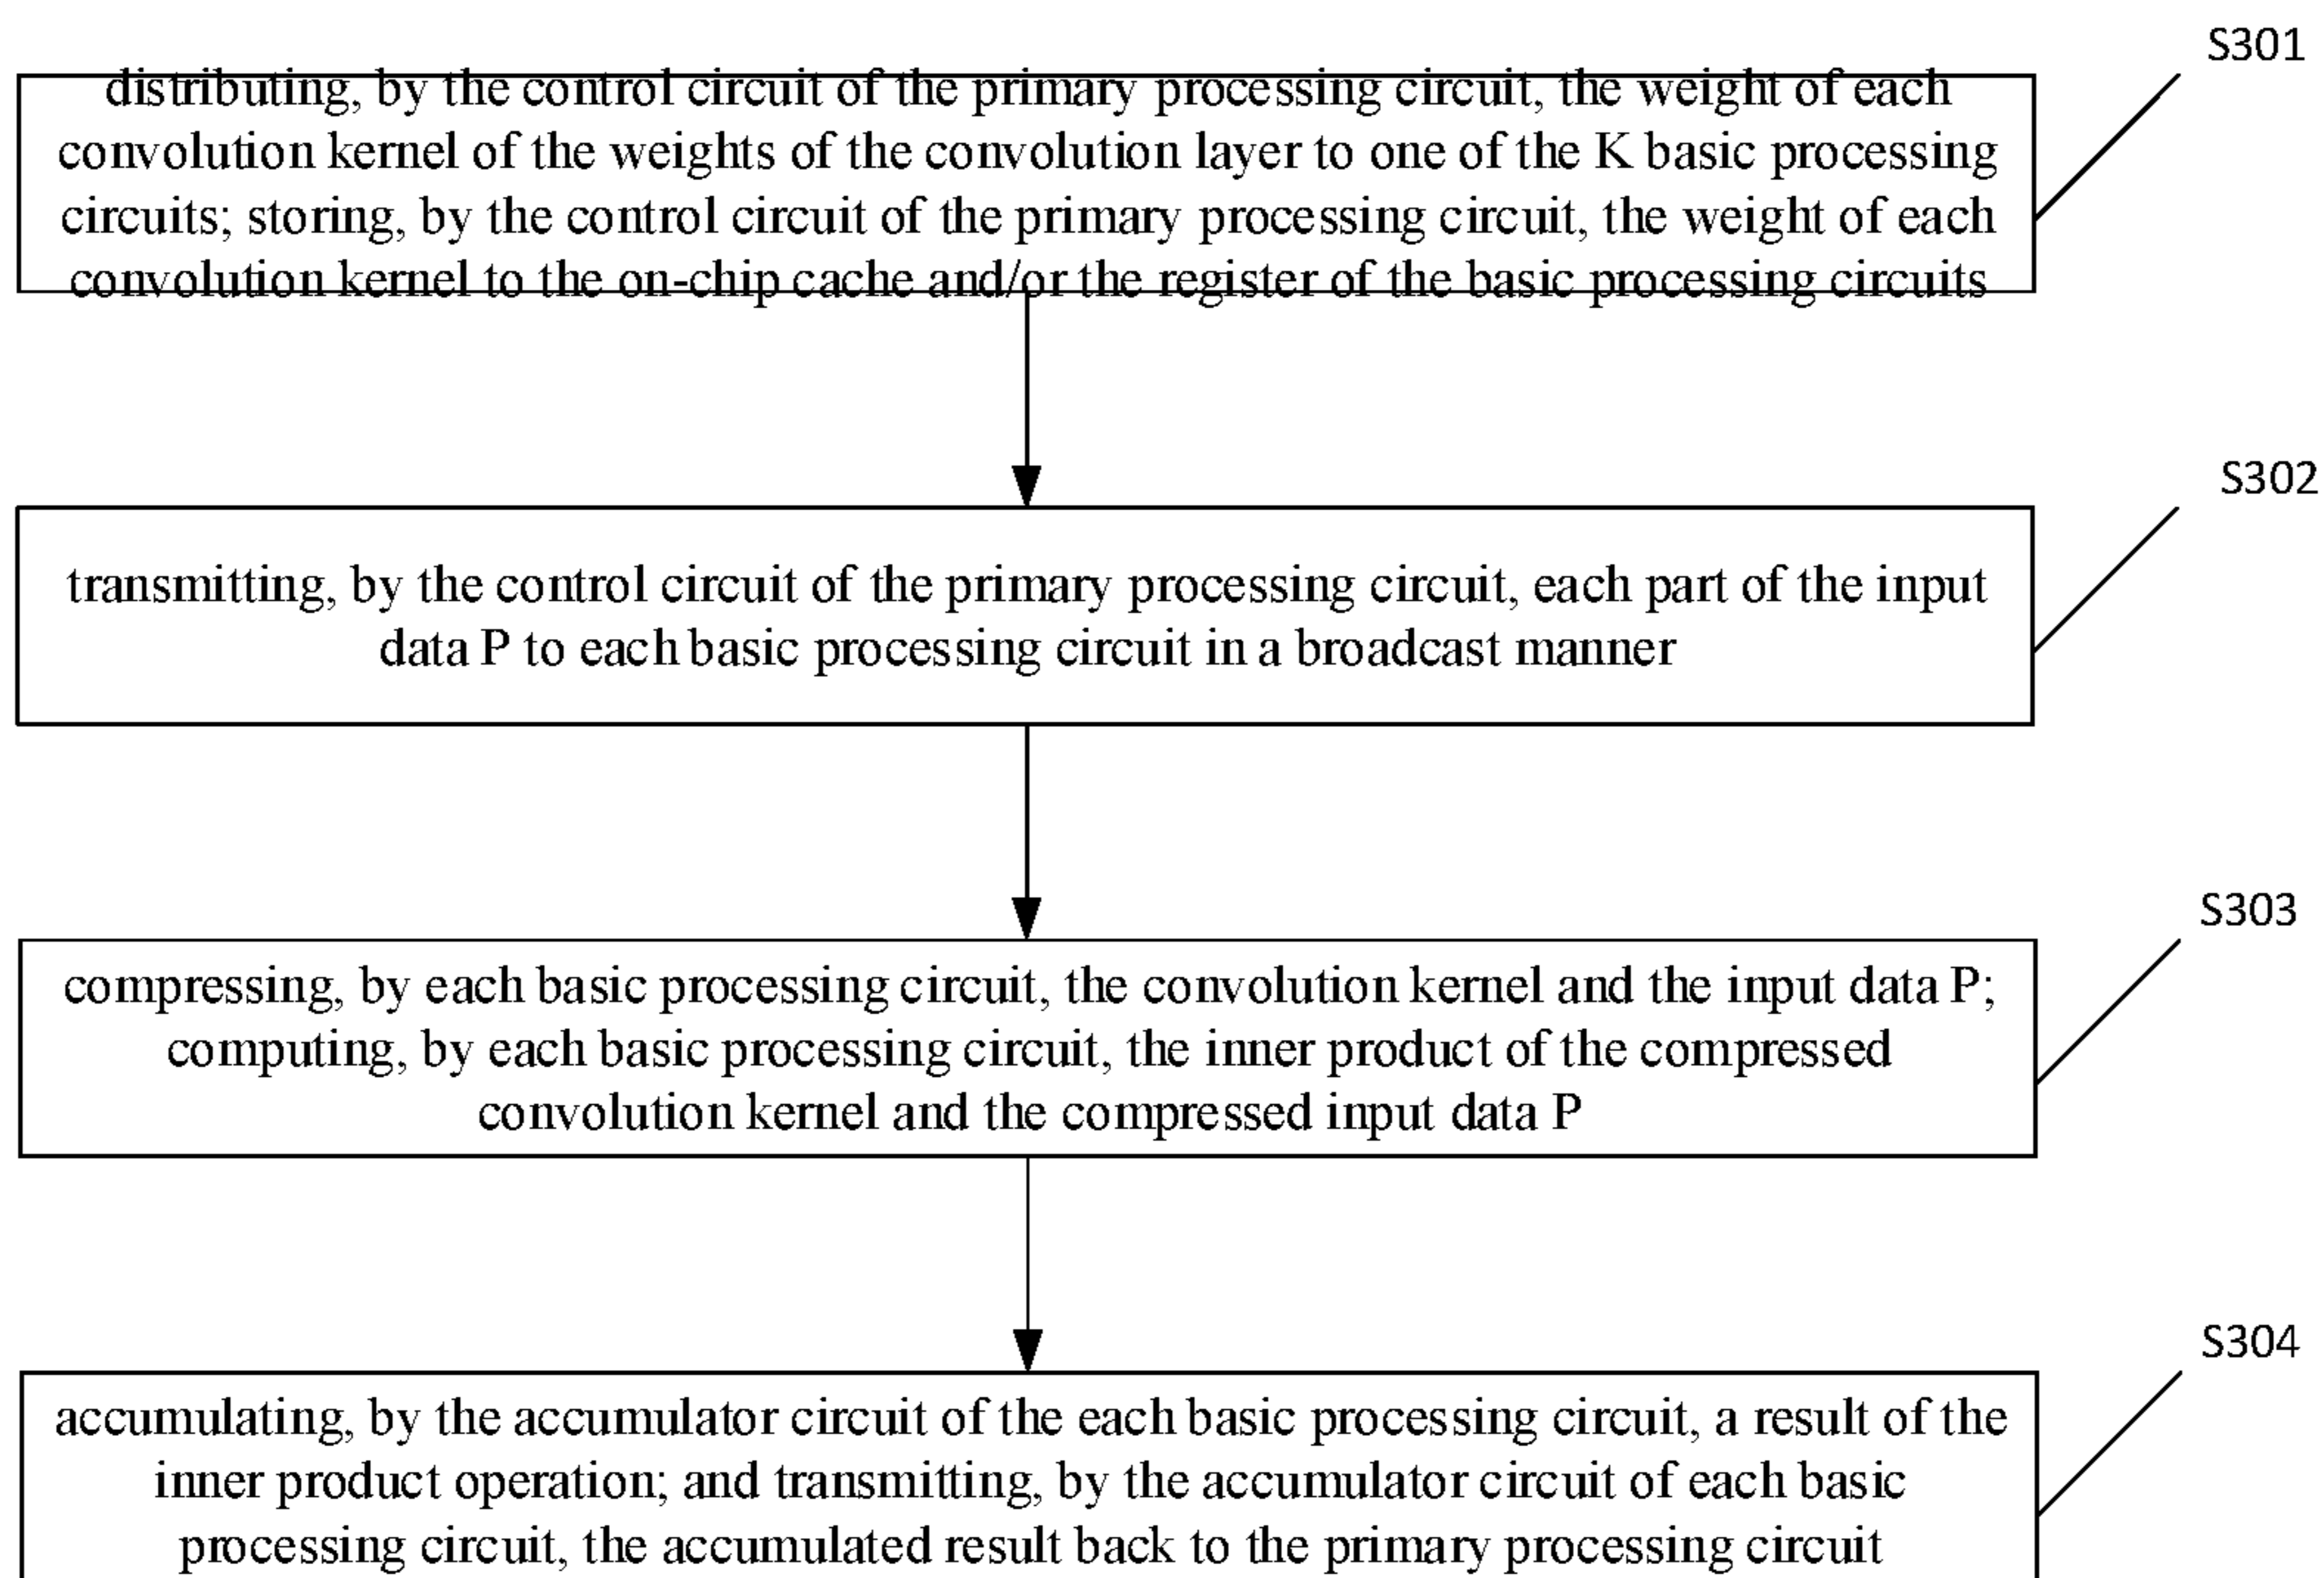 S301
distributing, by the control circuit of the primary processing circuit, the weight of each
convolution kernel of the weights of the convolution layer to one of the K basic processing
circuits; storing, by the control circuit of the primary processing circuit, the weight of each
convolution kernel to the on-chip cache and/or the register of the basic processing circuits
S302
transmitting, by the control circuit of the primary processing circuit, each part of the input
data P to each basic processing circuit in a broadcast manner
S303
compressing, by each basic processing circuit, the convolution kernel and the input data P;
computing, by each basic processing circuit, the inner product of the compressed
convolution kernel and the compressed input data P
S304
accumulating, by the accumulator circuit of the each basic processing circuit, a result of the
inner product operation; and transmitting, by the accumulator circuit of each basic
processing circuit, the accumulated result back to the primary processing circuit